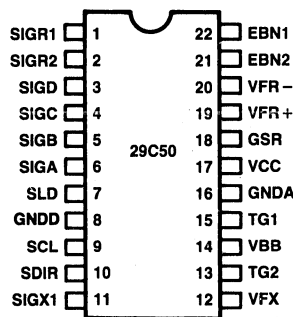 SIGR1 1 22 EBN1
SIGR2 2 21 EBN2
SIGD 3 20 VFR−
SIGC 4 19 VFR+
SIGB 5 18 GSR
29C50
SIGA 6 17 VCC
SLD 7 16 GNDA
GNDD 8 15 TG1
SCL 9 14 VBB
SDIR 10 13 TG2
SIGX1 11 12 VFX